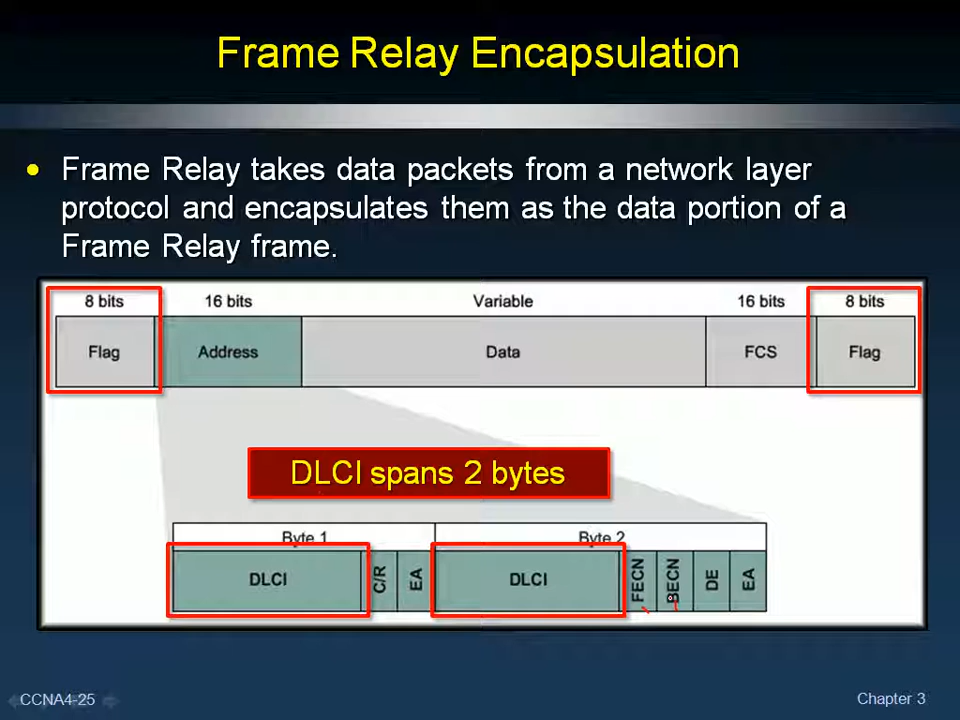 Frame Relay Encapsulation
Frame Relay takes data packets from a network layer
protocol and encapsulates them as the data portion of a
Frame Relay frame.
8 bits 16 bits Variable 16 bits 8 bits
Flag Address Data FCS Flag
DLCI spans 2 bytes
Byte 1 Byte 2
DLCI C/R EA DLCI FECN BECN DE EA
CCNA4-25 Chapter 3